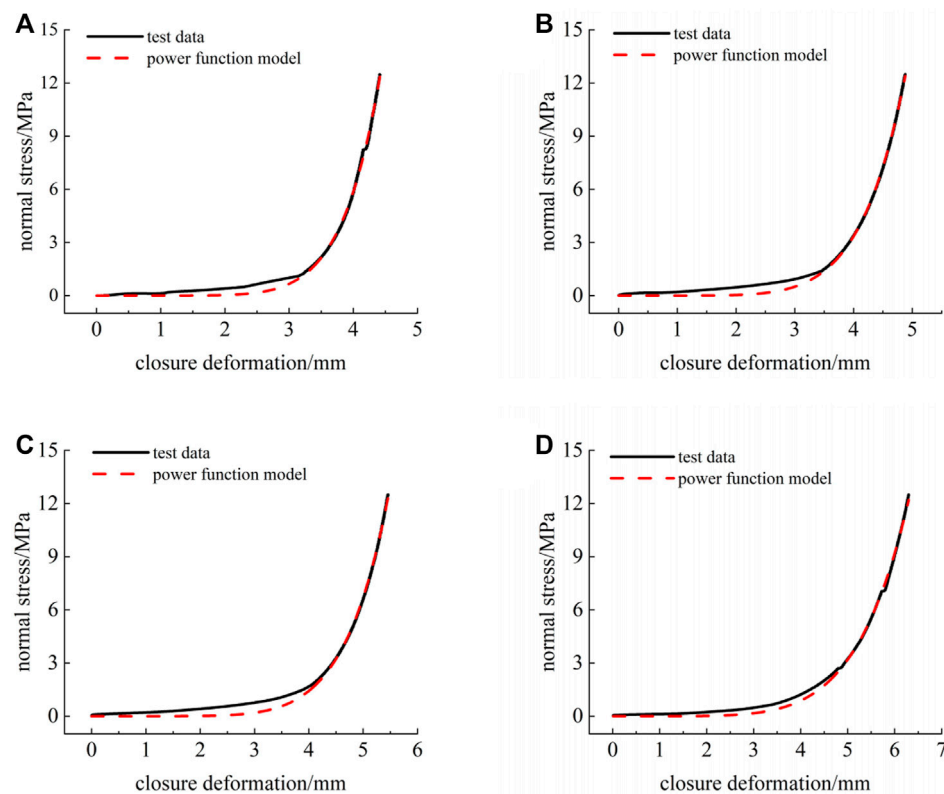 A
test data
power function model
normal stress/MPa
15
12
9
6
3
0
0 1 2 3 4 5
closure deformation/mm
B
test data
power function model
normal stress/MPa
15
12
9
6
3
0
0 1 2 3 4 5
closure deformation/mm
C
test data
power function model
normal stress/MPa
15
12
9
6
3
0
0 1 2 3 4 5 6
closure deformation/mm
D
test data
power function model
normal stress/MPa
15
12
9
6
3
0
0 1 2 3 4 5 6 7
closure deformation/mm